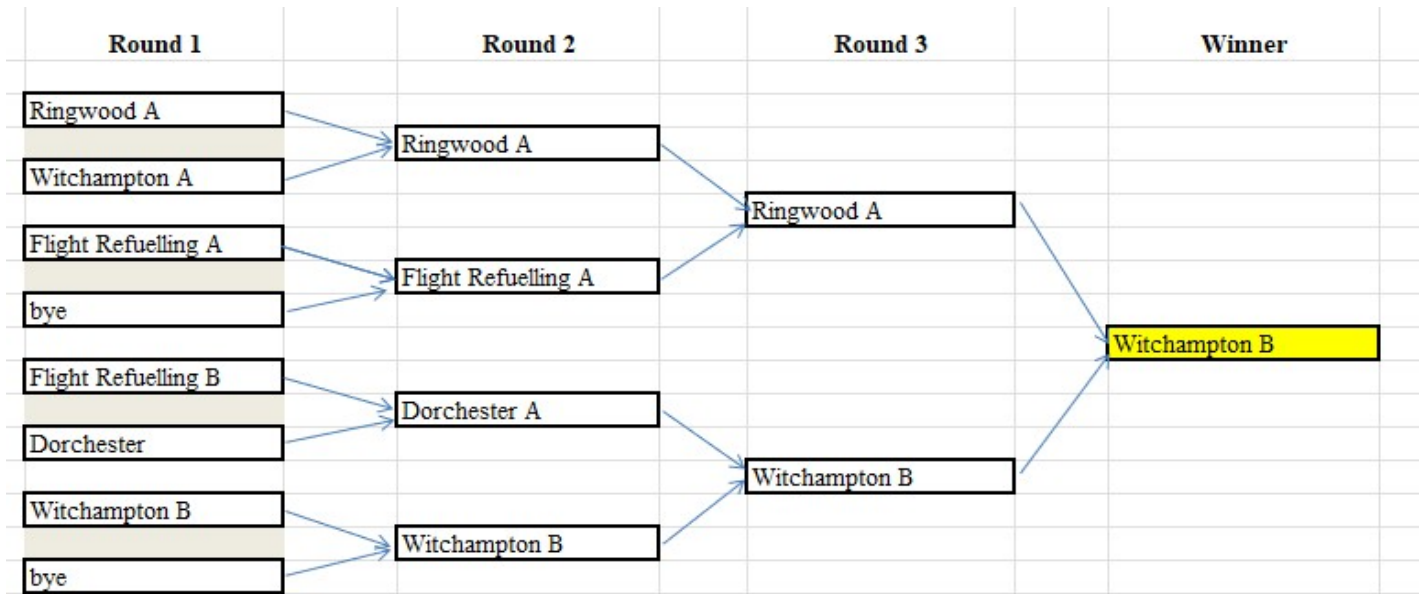 Round 1 Round 2 Round 3 Winner
Ringwood A
Ringwood A
Witchampton A
Ringwood A
Flight Refuelling A
Flight Refuelling A
bye
Witchampton B
Flight Refuelling B
Dorchester A
Dorchester
Witchampton B
Witchampton B
Witchampton B
bye